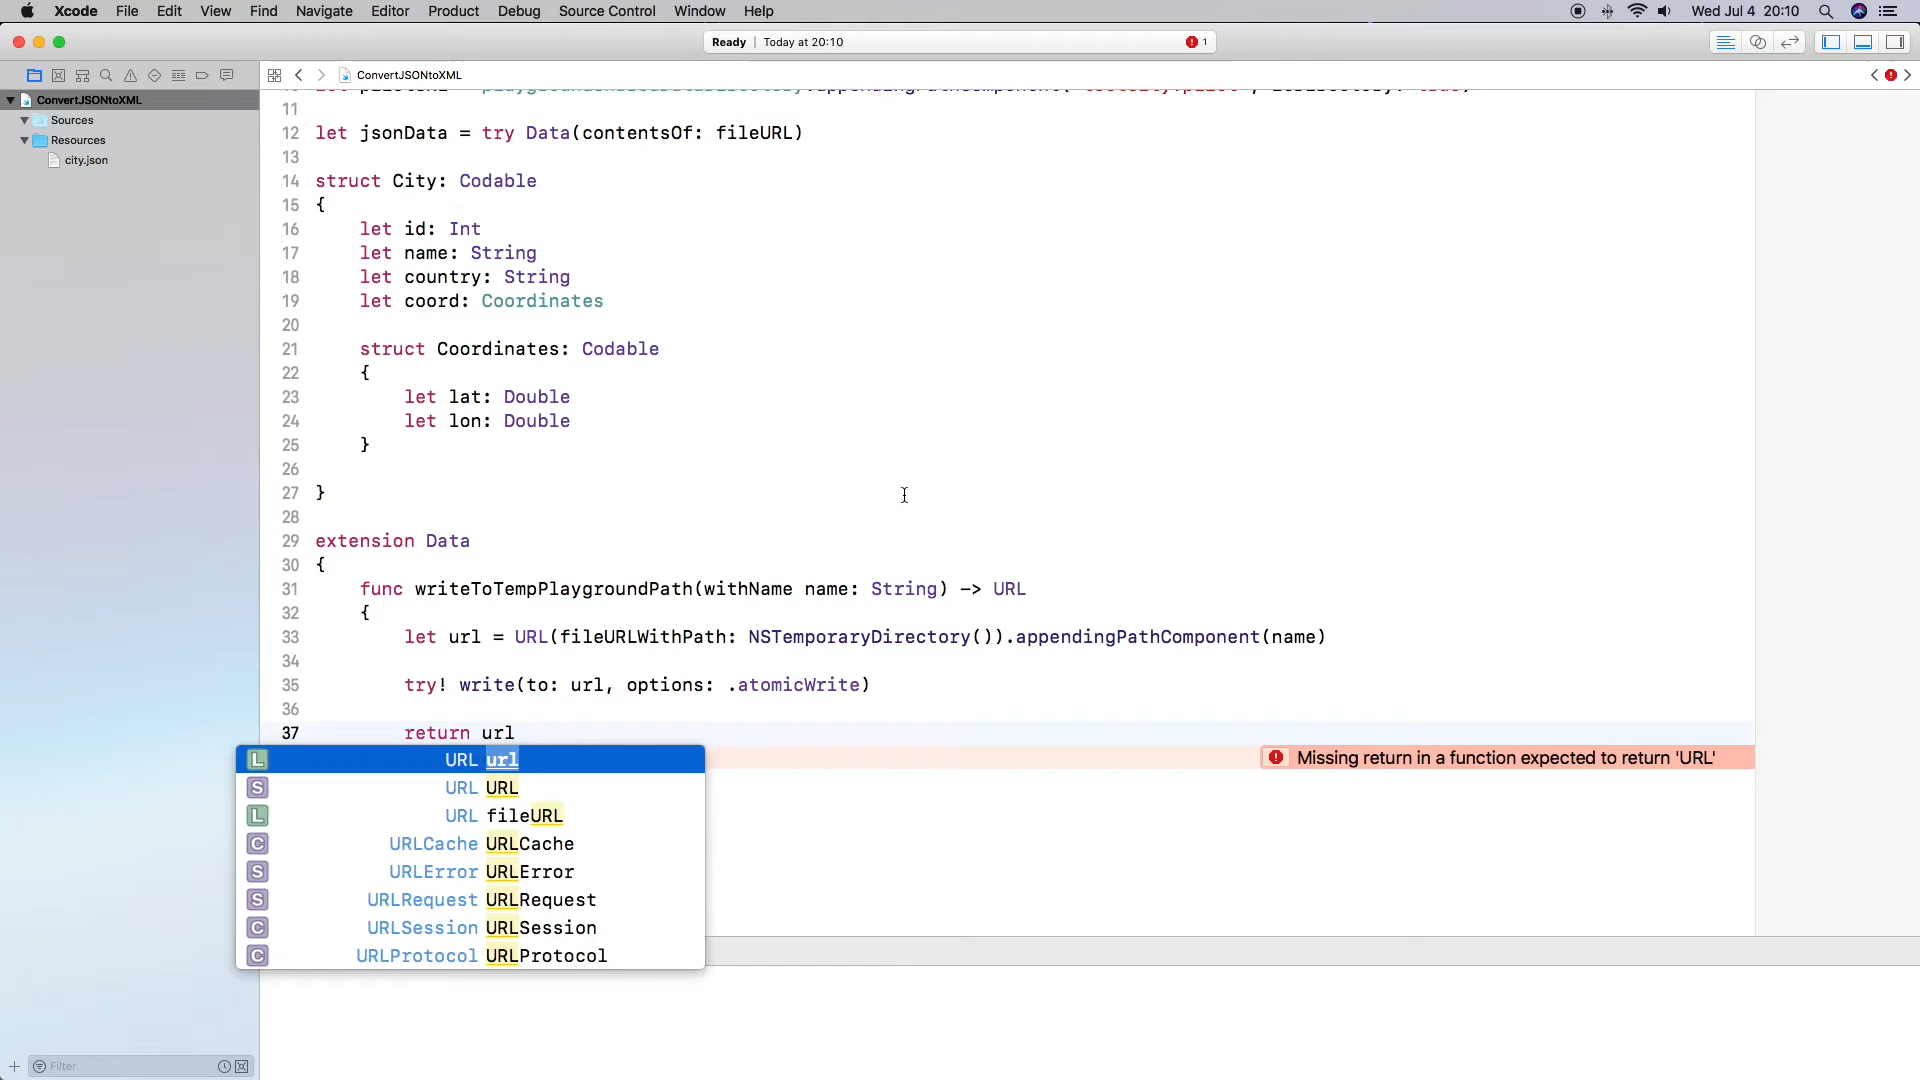 Xcode File Edit View Find Navigate Editor Product Debug Source Control Window Help Wed Jul 4 20:10
Ready | Today at 20:10 1
ConvertJSONtoXML
ConvertJSONtoXML
Sources
Resources
city.json
11
12 let jsonData = try Data(contentsOf: fileURL)
13
14 struct City: Codable
15 {
16 let id: Int
17 let name: String
18 let country: String
19 let coord: Coordinates
20
21 struct Coordinates: Codable
22 {
23 let lat: Double
24 let lon: Double
25 }
26
27 }
28
29 extension Data
30 {
31 func writeToTempPlaygroundPath(withName name: String) -> URL
32 {
33 let url = URL(fileURLWithPath: NSTemporaryDirectory()).appendingPathComponent(name)
34
35 try! write(to: url, options: .atomicWrite)
36
37 return url
Missing return in a function expected to return 'URL'
L URL url
S URL URL
L URL fileURL
C URLCache URLCache
S URLError URLError
S URLRequest URLRequest
C URLSession URLSession
C URLProtocol URLProtocol
Filter